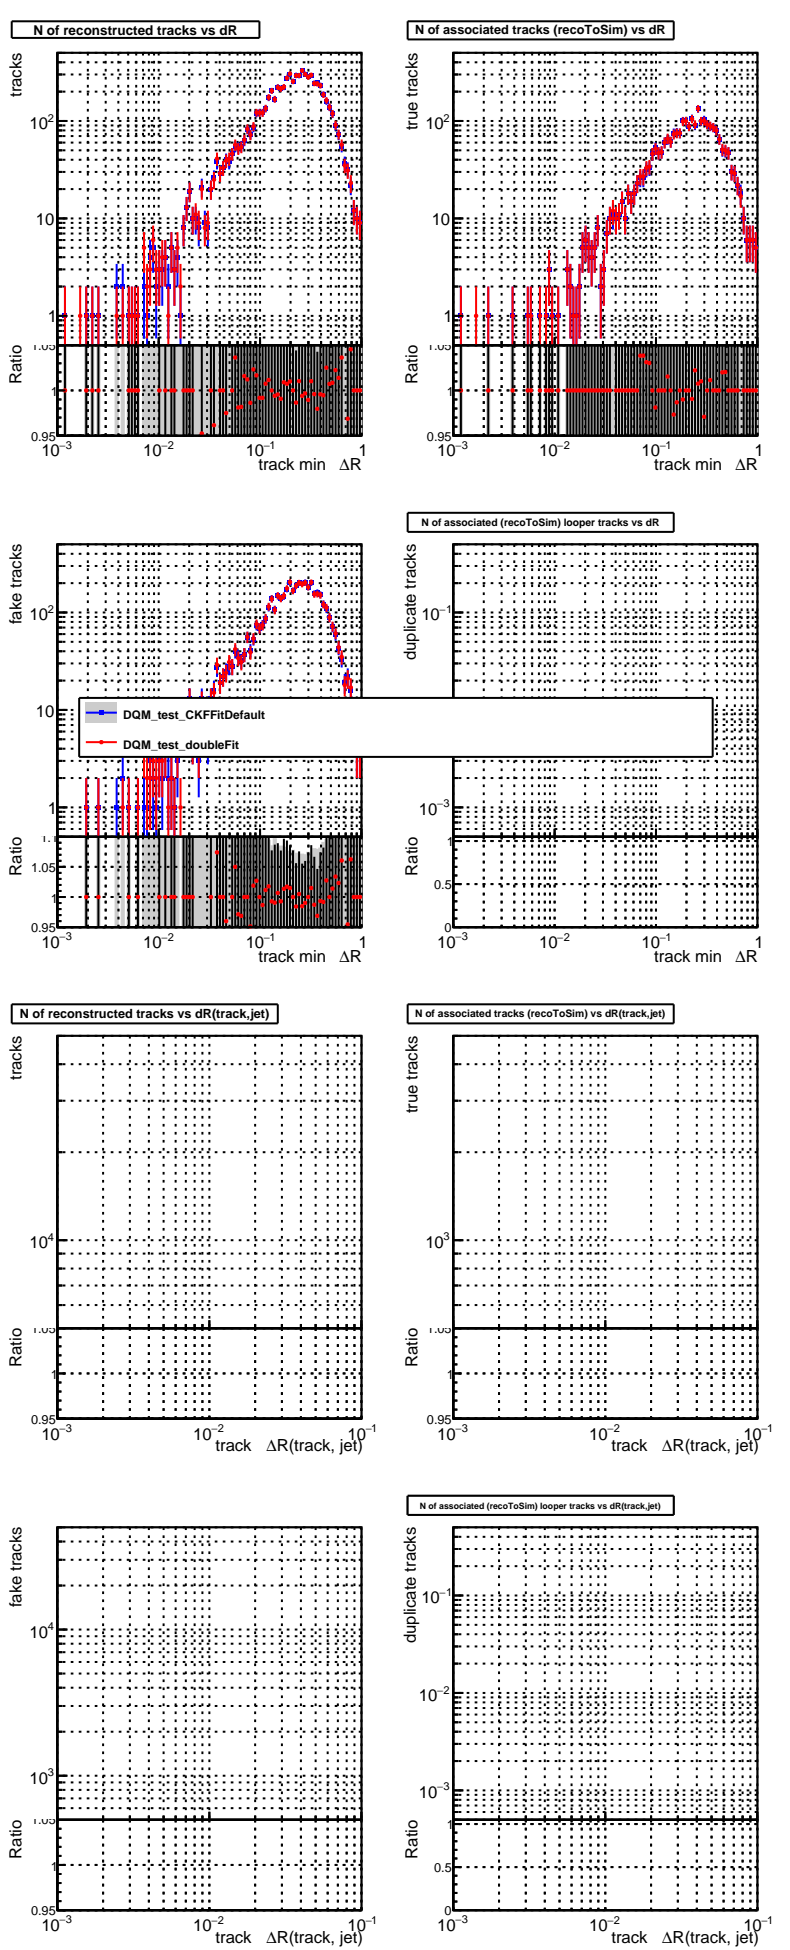 N of reconstructed tracks vs dR
tracks
10²
10
1
Ratio
1.05
1
0.95
10⁻³ 10⁻² 10⁻¹ 1
track min ΔR
N of associated tracks (recoToSim) vs dR
true tracks
10²
10
1
Ratio
1.05
1
0.95
10⁻³ 10⁻² 10⁻¹ 1
track min ΔR
fake tracks
10²
10
1
Ratio
1.1
1.05
1
0.95
10⁻³ 10⁻² 10⁻¹ 1
track min ΔR
N of associated (recoToSim) looper tracks vs dR
duplicate tracks
10⁻¹
10⁻³
Ratio
1
0.5
0
10⁻³ 10⁻² 10⁻¹ 1
track min ΔR
DQM_test_CKFFitDefault
DQM_test_doubleFit
N of reconstructed tracks vs dR(track,jet)
tracks
10⁴
Ratio
1.05
1
0.95
10⁻³ 10⁻² 10⁻¹
track ΔR(track, jet)
N of associated tracks (recoToSim) vs dR(track,jet)
true tracks
10³
Ratio
1.05
1
0.95
10⁻³ 10⁻² 10⁻¹
track ΔR(track, jet)
fake tracks
10⁴
10³
Ratio
1.05
1
0.95
10⁻³ 10⁻² 10⁻¹
track ΔR(track, jet)
N of associated (recoToSim) looper tracks vs dR(track,jet)
duplicate tracks
10⁻¹
10⁻²
10⁻³
Ratio
1
0.5
0
10⁻³ 10⁻² 10⁻¹
track ΔR(track, jet)